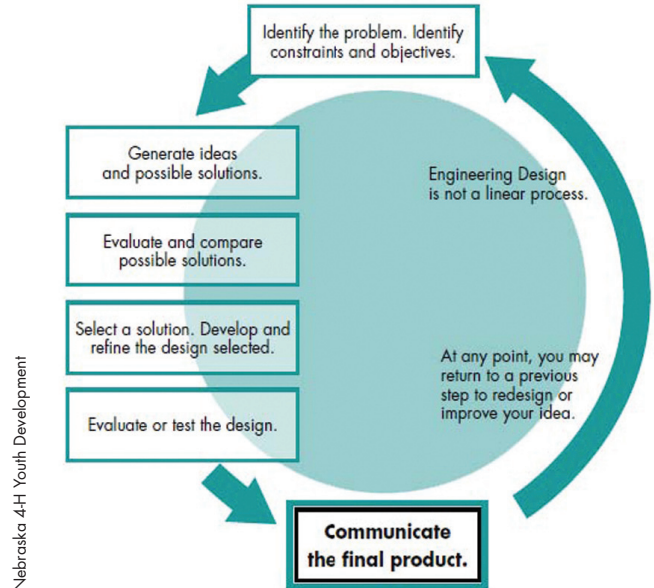 Identify the problem. Identify
constraints and objectives.
Generate ideas
and possible solutions.
Engineering Design
is not a linear process.
Evaluate and compare
possible solutions.
Select a solution. Develop and
refine the design selected.
At any point, you may
return to a previous
step to redesign or
improve your idea.
Evaluate or test the design.
Communicate
the final product.
Nebraska 4-H Youth Development